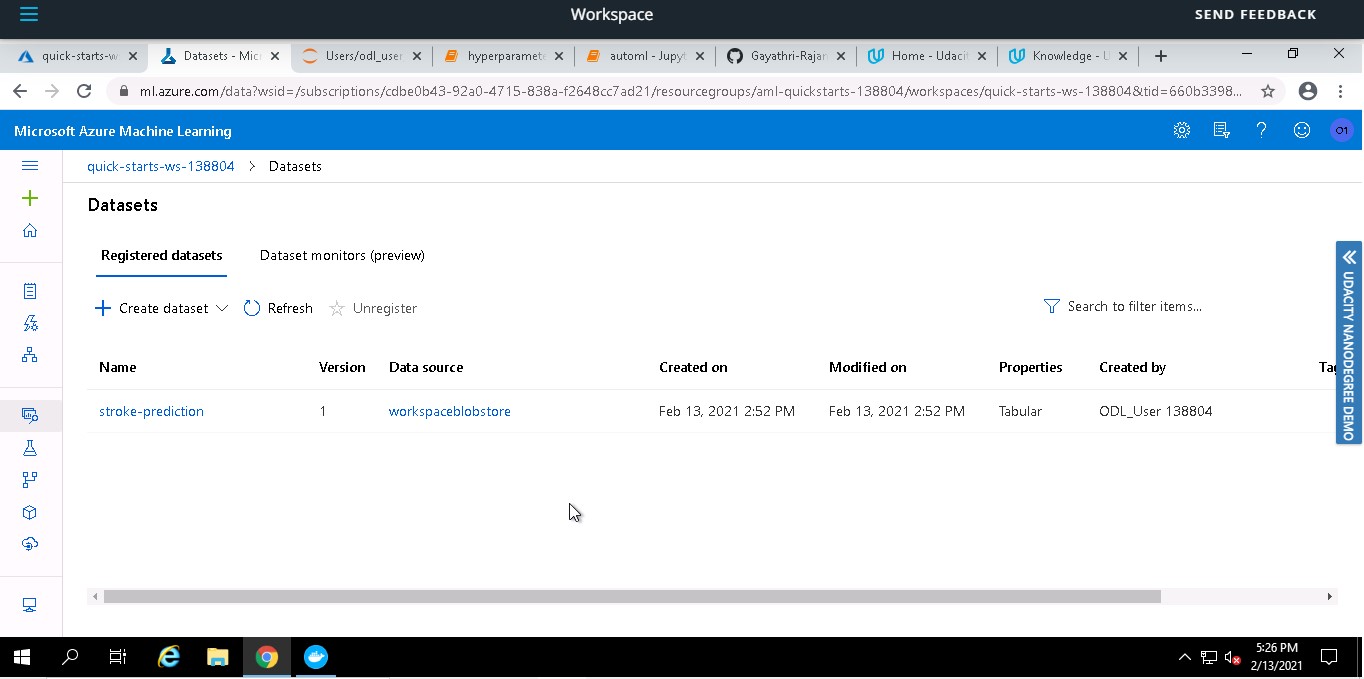 Workspace
SEND FEEDBACK
quick-starts-w
Datasets - Mic
Users/odl_user
hyperparamete
automl - Jupyt
Gayathri-Rajan
Home - Udaci
Knowledge - U
ml.azure.com/data?wsid=/subscriptions/cdbe0b43-92a0-4715-838a-f2648cc7ad21/resourcegroups/aml-quickstarts-138804/workspaces/quick-starts-ws-138804&tid=660b3398...
Microsoft Azure Machine Learning
O1
quick-starts-ws-138804 > Datasets
Datasets
Registered datasets
Dataset monitors (preview)
Create dataset
Refresh
Unregister
Search to filter items...
UDACITY NANODEGREE DEMO
Name Version Data source Created on Modified on Properties Created by Tag
stroke-prediction 1 workspaceblobstore Feb 13, 2021 2:52 PM Feb 13, 2021 2:52 PM Tabular ODL_User 138804
5:26 PM
2/13/2021